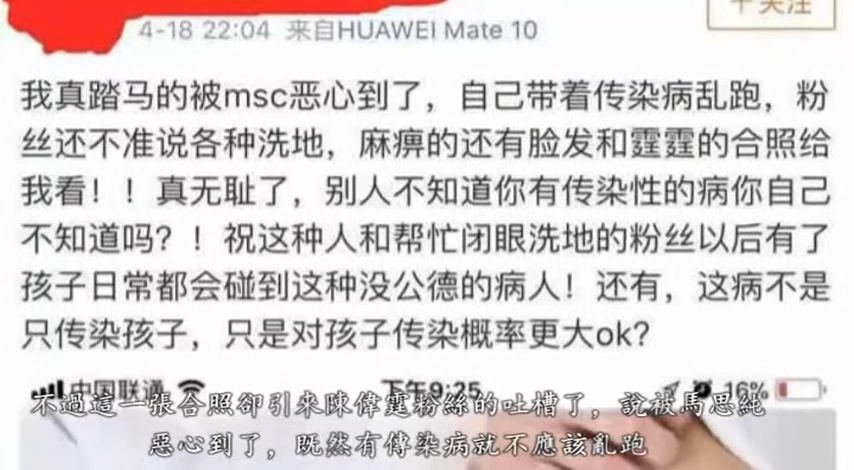 十关注
4-18 22:04 来自HUAWEI Mate 10
我真踏马的被msc恶心到了，自己带着传染病乱跑，粉
丝还不准说各种洗地，麻痹的还有脸发和霆霆的合照给
我看！！真无耻了，别人不知道你有传染性的病你自己
不知道吗？！祝这种人和帮忙闭眼洗地的粉丝以后有了
孩子日常都会碰到这种没公德的病人！还有，这病不是
只传染孩子，只是对孩子传染概率更大ok？
中国联通 下午9:25 16%
不過這一張合照卻引來陳偉霆粉絲的吐槽了，說被馬思純
惡心到了，既然有傳染病就不應該亂跑